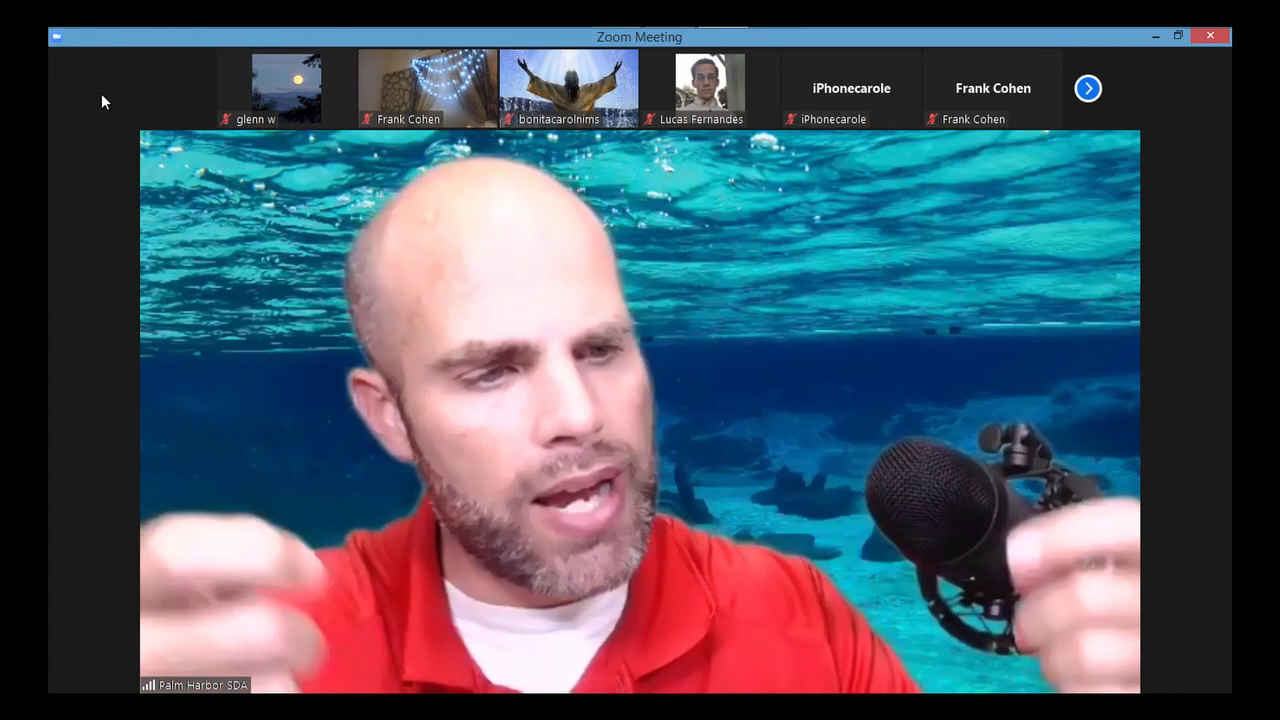 Zoom Meeting
iPhonecarole
Frank Cohen
glenn w
Frank Cohen
bonitacarolnims
Lucas Fernandes
iPhonecarole
Frank Cohen
Palm Harbor SDA